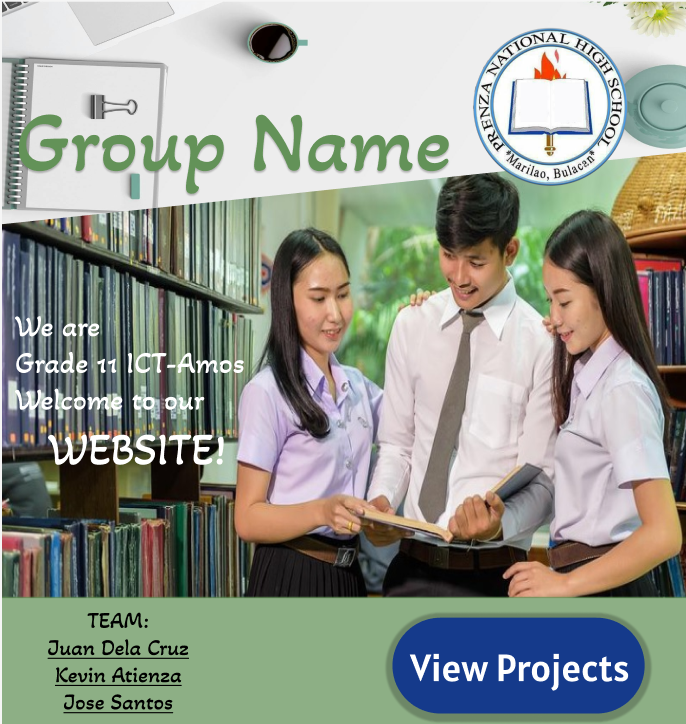 Group Name
PRENZA NATIONAL HIGH SCHOOL
*Marilao, Bulacan*
We are
Grade 11 ICT-Amos
Welcome to our
WEBSITE!
TEAM:
Juan Dela Cruz
Kevin Atienza
Jose Santos
View Projects